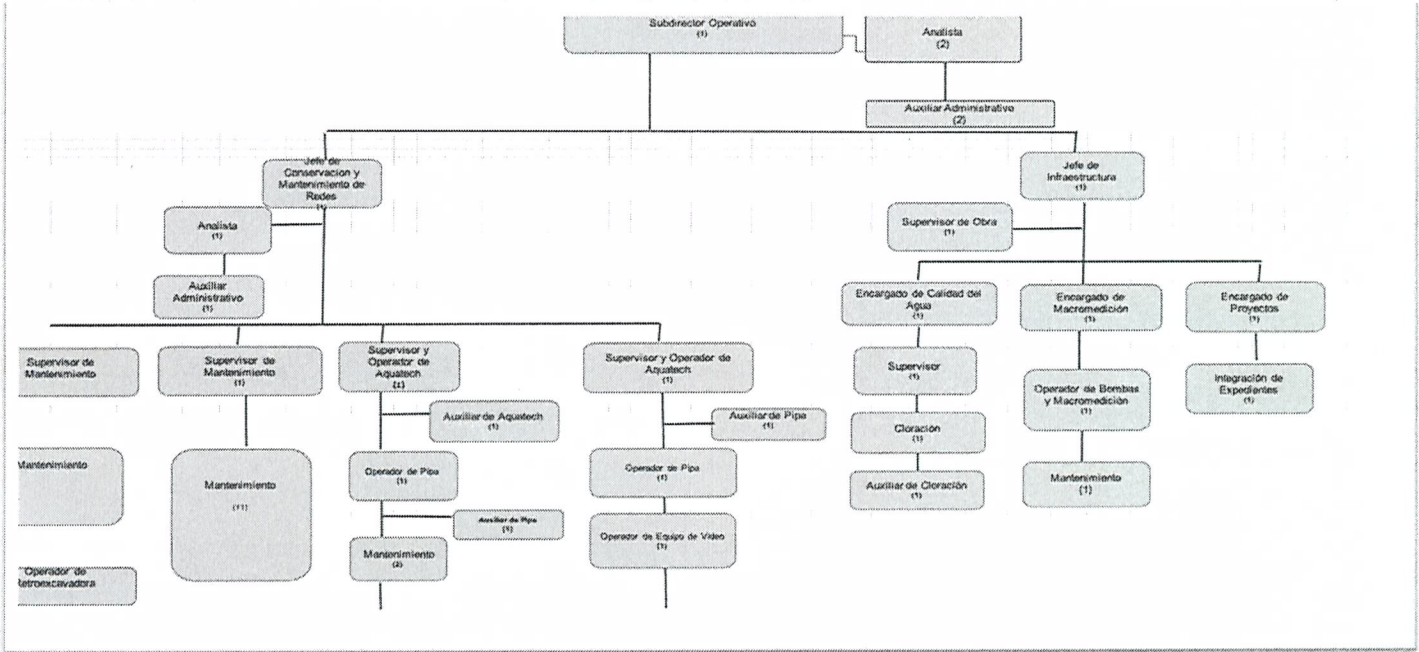 Subdirector Operativo
(1)
Analista
(2)
Auxiliar Administrativo
(2)
Jefe de
Conservacion y
Mantenimiento de
Redes
(1)
Jefe de
Infraestructura
(1)
Analista
(1)
Supervisor de Obra
(1)
Auxiliar
Administrativo
(1)
Encargado de Calidad del
Agua
(1)
Encargado de
Macromedición
(1)
Encargado de
Proyectos
(1)
Supervisor de
Mantenimiento
Supervisor de
Mantenimiento
(1)
Supervisor y
Operador de
Aquatech
(1)
Supervisor y Operador de
Aquatech
(1)
Supervisor
(1)
Operador de Bombas
y Macromedición
(1)
Integración de
Expedientes
(1)
Auxiliar de Aquatech
(1)
Auxiliar de Pipa
(1)
Cloración
(1)
Mantenimiento
Mantenimiento
(11)
Operador de Pipa
(1)
Operador de Pipa
(1)
Auxiliar de Cloración
(1)
Mantenimiento
(1)
Auxiliar de Pipa
(1)
Operador de Equipo de Video
(1)
Mantenimiento
(2)
Operador de
Retroexcavadora